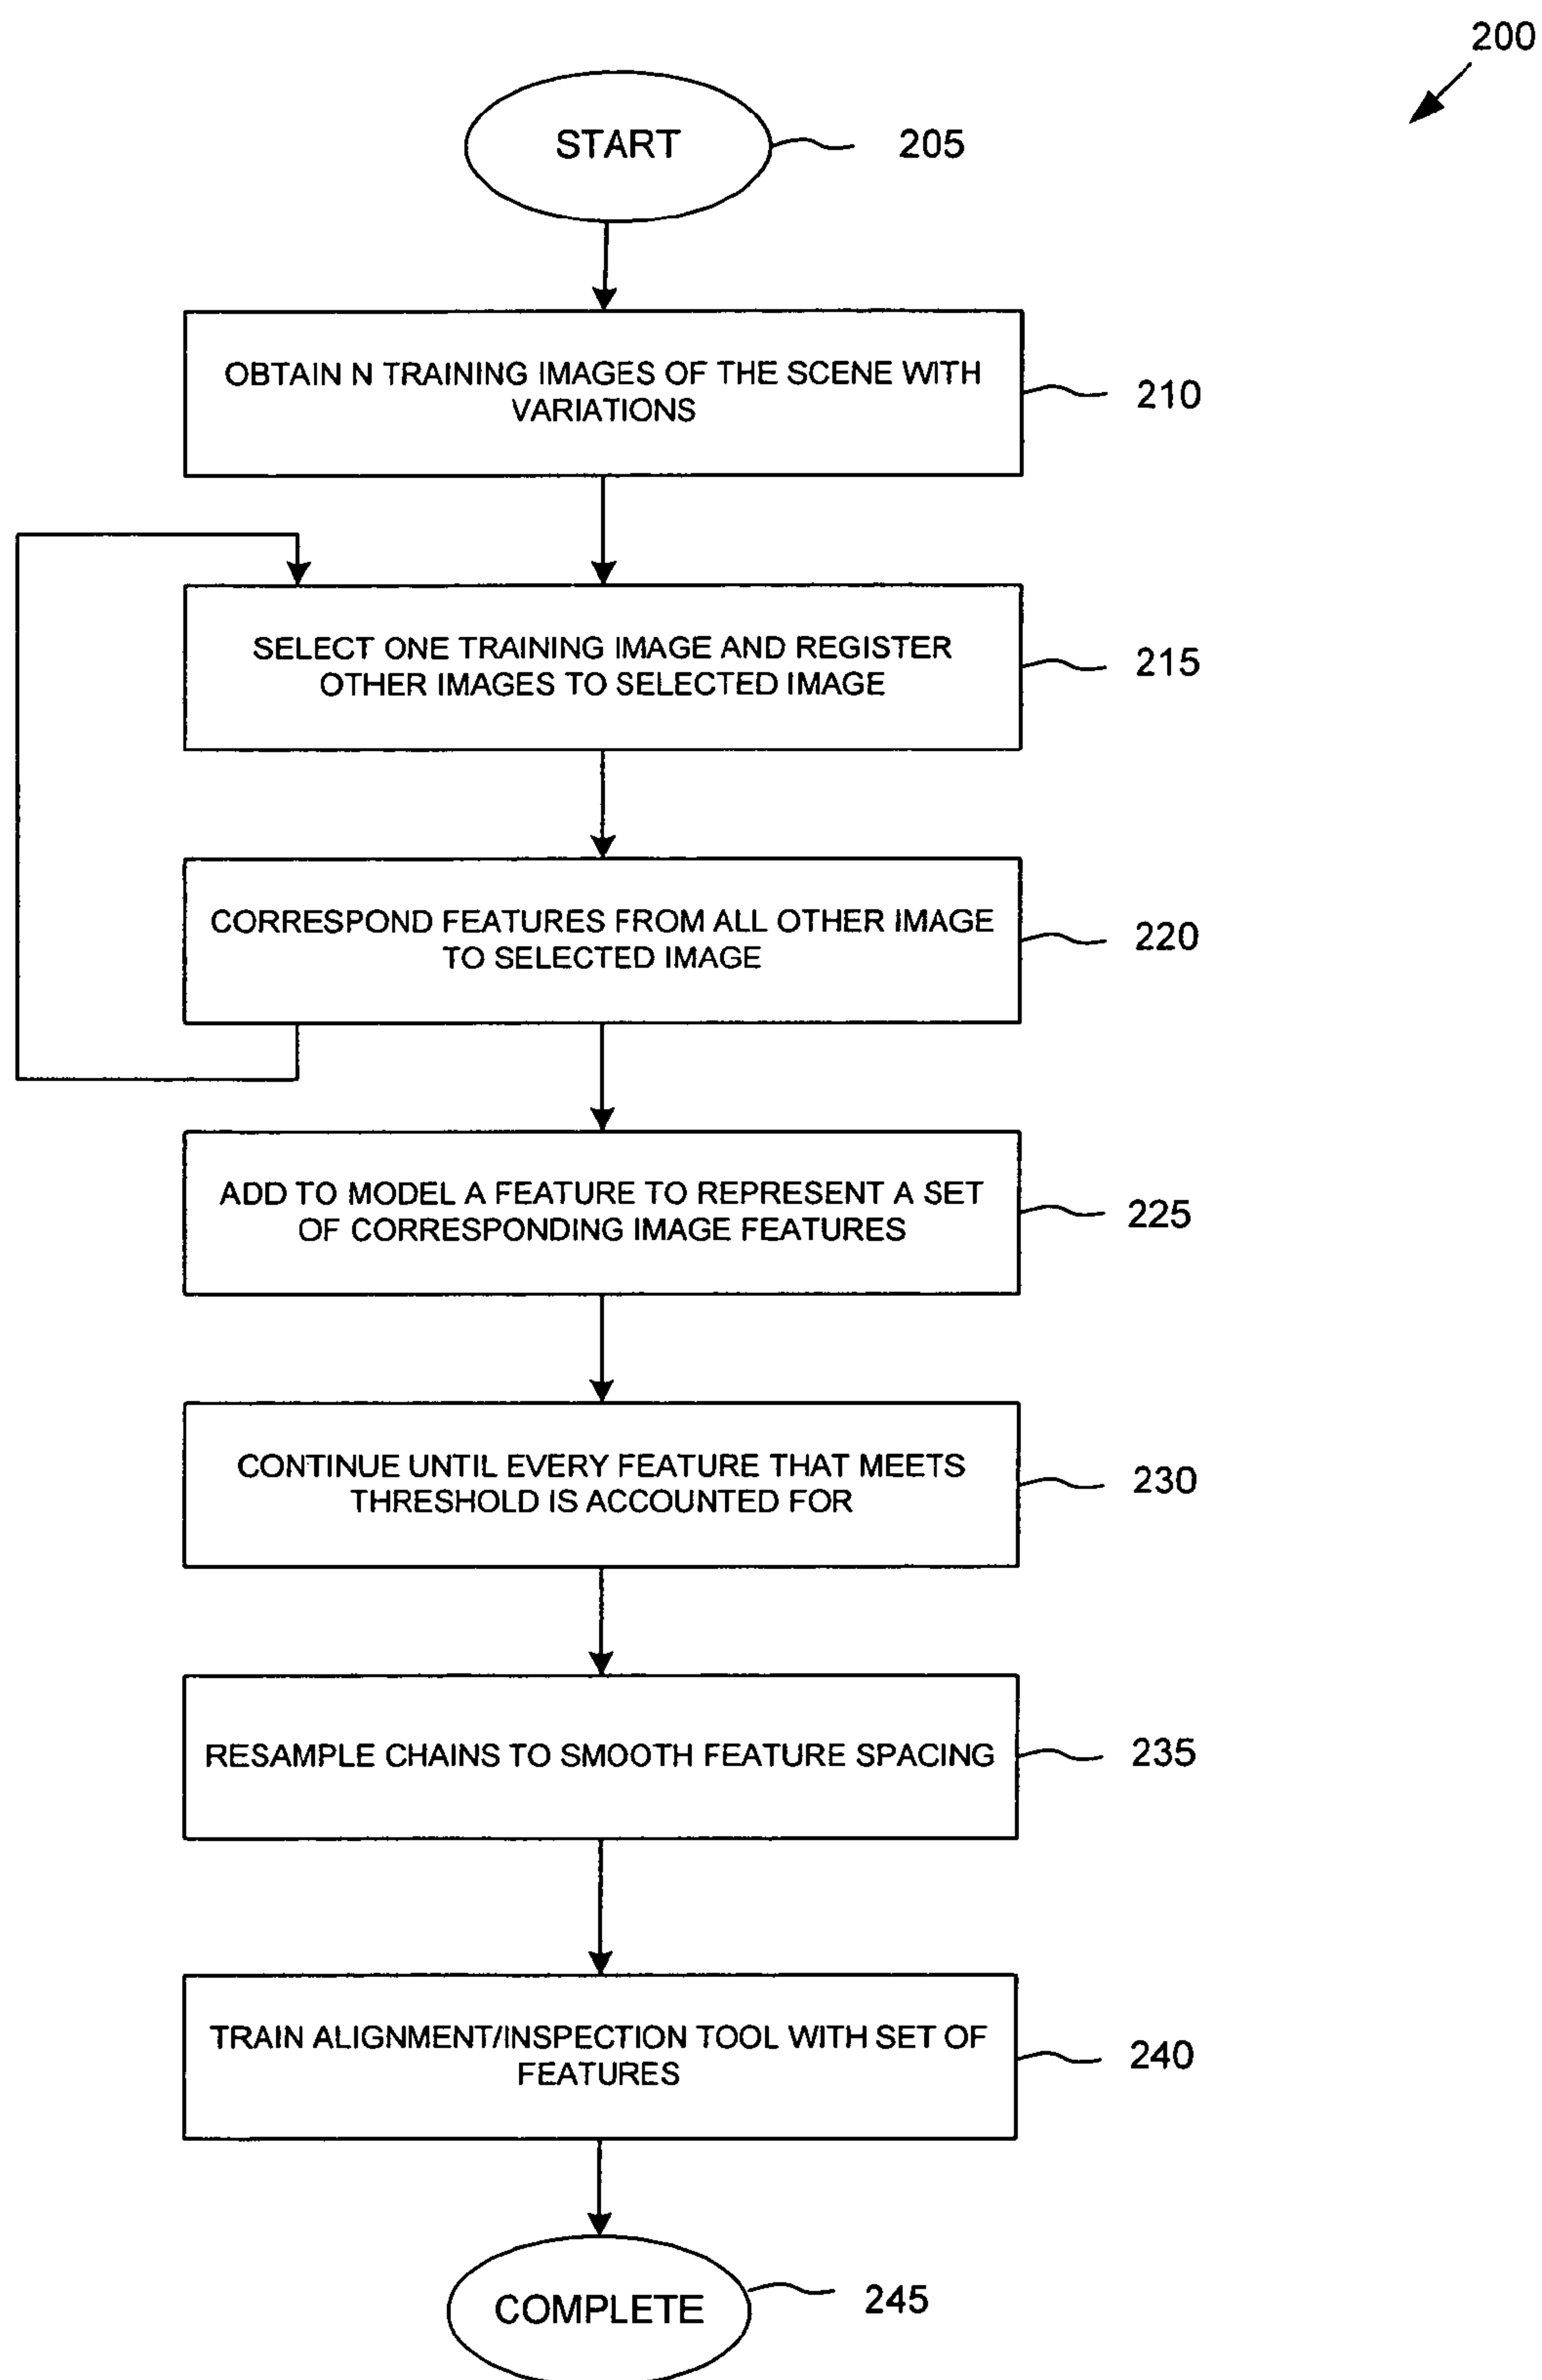 200
START
205
OBTAIN N TRAINING IMAGES OF THE SCENE WITH
VARIATIONS
210
SELECT ONE TRAINING IMAGE AND REGISTER
OTHER IMAGES TO SELECTED IMAGE
215
CORRESPOND FEATURES FROM ALL OTHER IMAGE
TO SELECTED IMAGE
220
ADD TO MODEL A FEATURE TO REPRESENT A SET
OF CORRESPONDING IMAGE FEATURES
225
CONTINUE UNTIL EVERY FEATURE THAT MEETS
THRESHOLD IS ACCOUNTED FOR
230
RESAMPLE CHAINS TO SMOOTH FEATURE SPACING
235
TRAIN ALIGNMENT/INSPECTION TOOL WITH SET OF
FEATURES
240
COMPLETE
245